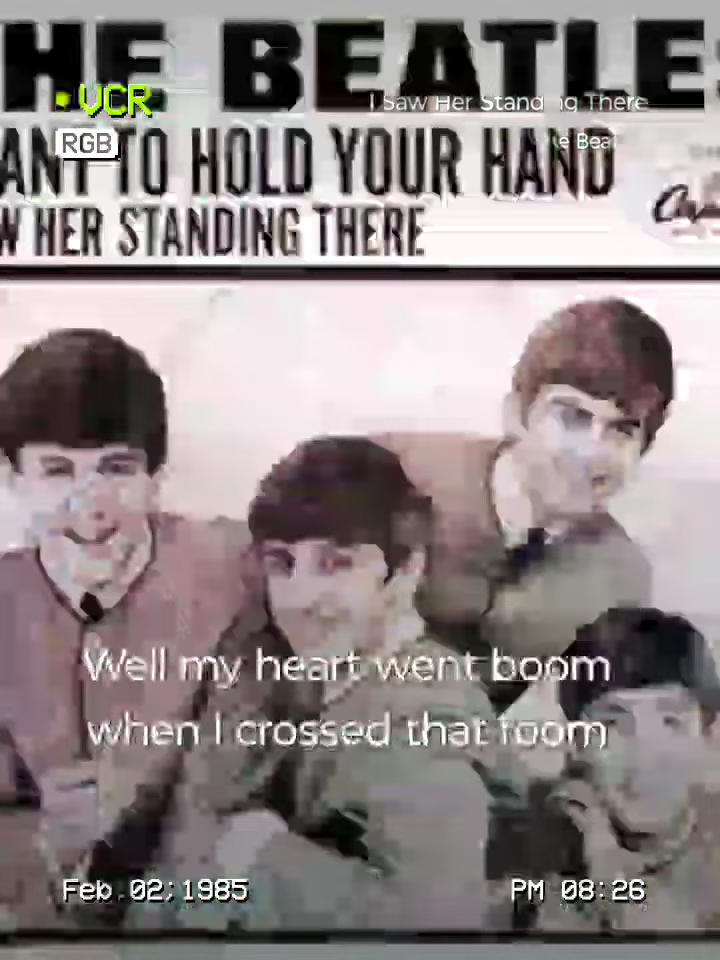 HE BEATLES
VCR
I Saw Her Standing There
RGB
ANT TO HOLD YOUR HAND
W HER STANDING THERE
Well my heart went boom
when I crossed that room
Feb 02,1985
PM 08:26